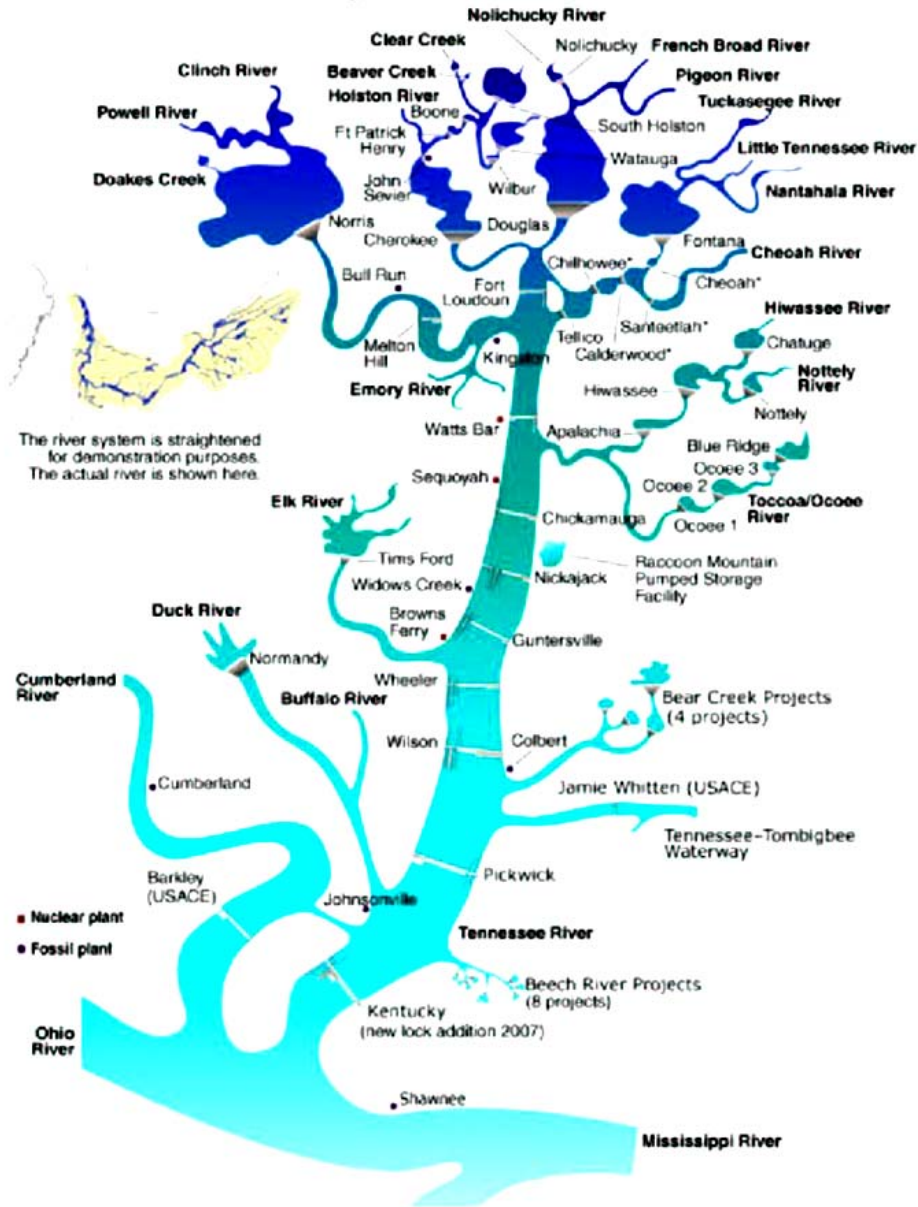 Nolichucky River
Clear Creek
Nolichucky
French Broad River
Clinch River
Beaver Creek
Pigeon River
Holston River
Tuckasegee River
Powell River
Boone
South Holston
Ft Patrick
Henry
Little Tennessee River
Watauga
Doakes Creek
John
Sevier
Wilbur
Nantahala River
Norris
Douglas
Cherokee
Fontana
Cheoah River
Chilhowee*
Bull Run
Cheoah*
Fort
Loudoun
Hiwassee River
Santeetlah*
Tellico
Melton
Hill
Calderwood*
Chatuge
Kingston
Nottely
River
Emory River
Hiwassee
Nottely
Watts Bar
Apalachia
The river system is straightened
for demonstration purposes.
The actual river is shown here.
Blue Ridge
Ocoee 3
Sequoyah
Ocoee 2
Toccoa/Ocoee
River
Elk River
Chickamauga
Ocoee 1
Tims Ford
Raccoon Mountain
Pumped Storage
Facility
Nickajack
Widows Creek
Duck River
Browns
Ferry
Guntersville
Normandy
Cumberland
River
Wheeler
Buffalo River
Bear Creek Projects
(4 projects)
Wilson
Colbert
Cumberland
Jamie Whitten (USACE)
Tennessee-Tombigbee
Waterway
Barkley
(USACE)
Pickwick
Johnsonville
Nuclear plant
Tennessee River
Fossil plant
Beech River Projects
(8 projects)
Kentucky
(new lock addition 2007)
Ohio
River
Shawnee
Mississippi River